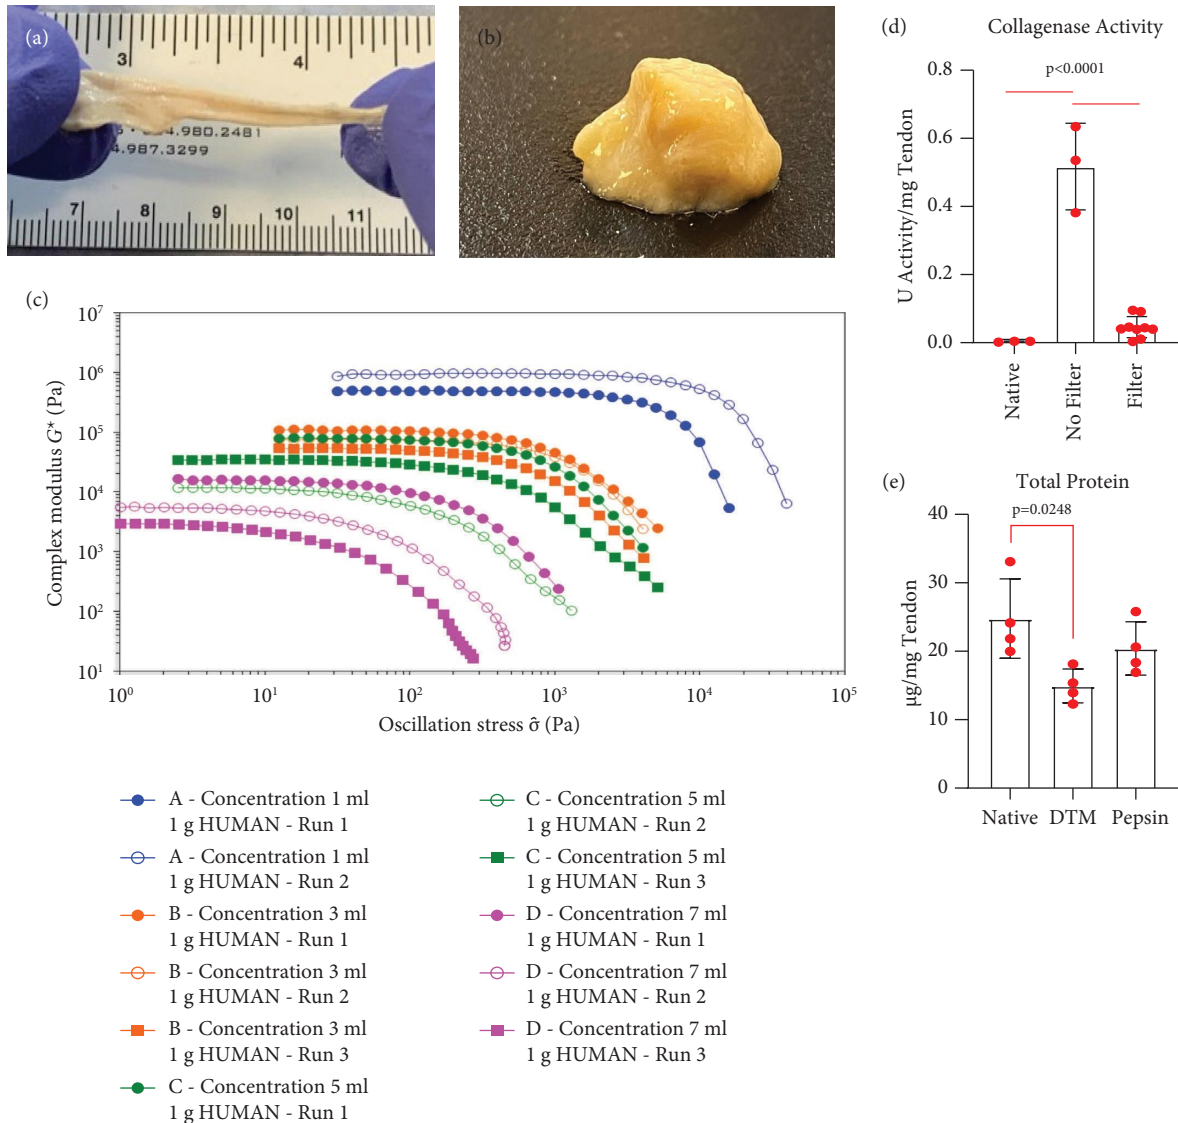 (a)
3
4
.980.2481
4.987.3299
7
8
9
10
11
(b)
(c)
Complex modulus G* (Pa)
10⁷
10⁶
10⁵
10⁴
10³
10²
10¹
10⁰
10¹
10²
10³
10⁴
10⁵
Oscillation stress σ̂ (Pa)
A - Concentration 1 ml
1 g HUMAN - Run 1
A - Concentration 1 ml
1 g HUMAN - Run 2
B - Concentration 3 ml
1 g HUMAN - Run 1
B - Concentration 3 ml
1 g HUMAN - Run 2
B - Concentration 3 ml
1 g HUMAN - Run 3
C - Concentration 5 ml
1 g HUMAN - Run 1
C - Concentration 5 ml
1 g HUMAN - Run 2
C - Concentration 5 ml
1 g HUMAN - Run 3
D - Concentration 7 ml
1 g HUMAN - Run 1
D - Concentration 7 ml
1 g HUMAN - Run 2
D - Concentration 7 ml
1 g HUMAN - Run 3
(d)
Collagenase Activity
p<0.0001
U Activity/mg Tendon
0.8
0.6
0.4
0.2
0.0
Native
No Filter
Filter
(e)
Total Protein
p=0.0248
µg/mg Tendon
40
30
20
10
0
Native DTM Pepsin